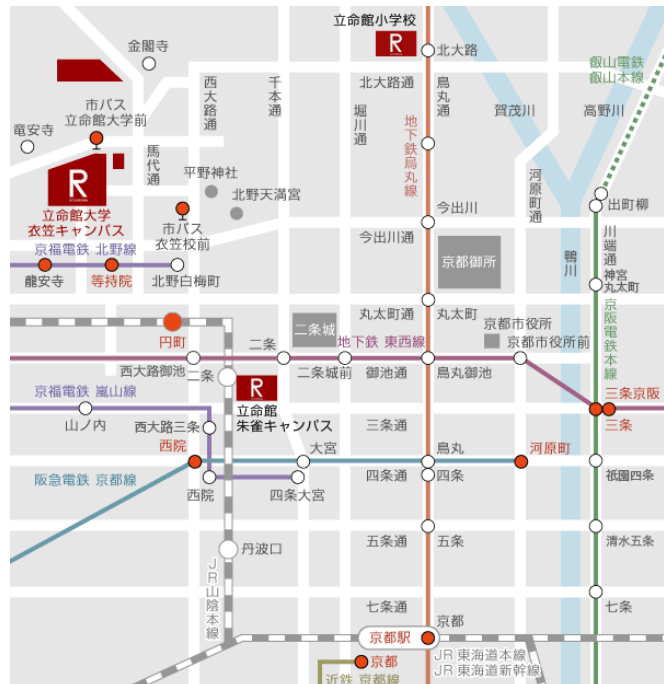 立命館小学校
R
北大路
叡山電鉄
叡山本線
金閣寺
西大路通
千本通
北大路通
烏丸通
賀茂川
高野川
市バス
立命館大学前
竜安寺
馬代通
堀川通
地下鉄烏丸線
平野神社
北野天満宮
河原町通
出町柳
R
立命館大学
衣笠キャンパス
市バス
衣笠校前
今出川
今出川通
京都御所
鴨川
川端通
神宮
丸太町
京福電鉄 北野線
龍安寺
等持院
北野白梅町
丸太町通
丸太町
京都市役所
京都市役所前
京阪電鉄本線
円町
二条城
二条
地下鉄 東西線
西大路御池
二条城前
御池通
烏丸御池
二条
R
立命館
朱雀キャンパス
三条京阪
三条
京福電鉄 嵐山線
山ノ内
西大路三条
三条通
西院
大宮
烏丸
河原町
阪急電鉄 京都線
西院
四条大宮
四条通
四条
祇園四条
丹波口
五条通
五条
清水五条
JR山陰本線
七条通
七条
京都
京都駅
京都
近鉄 京都線
JR 東海道本線
JR 東海道新幹線